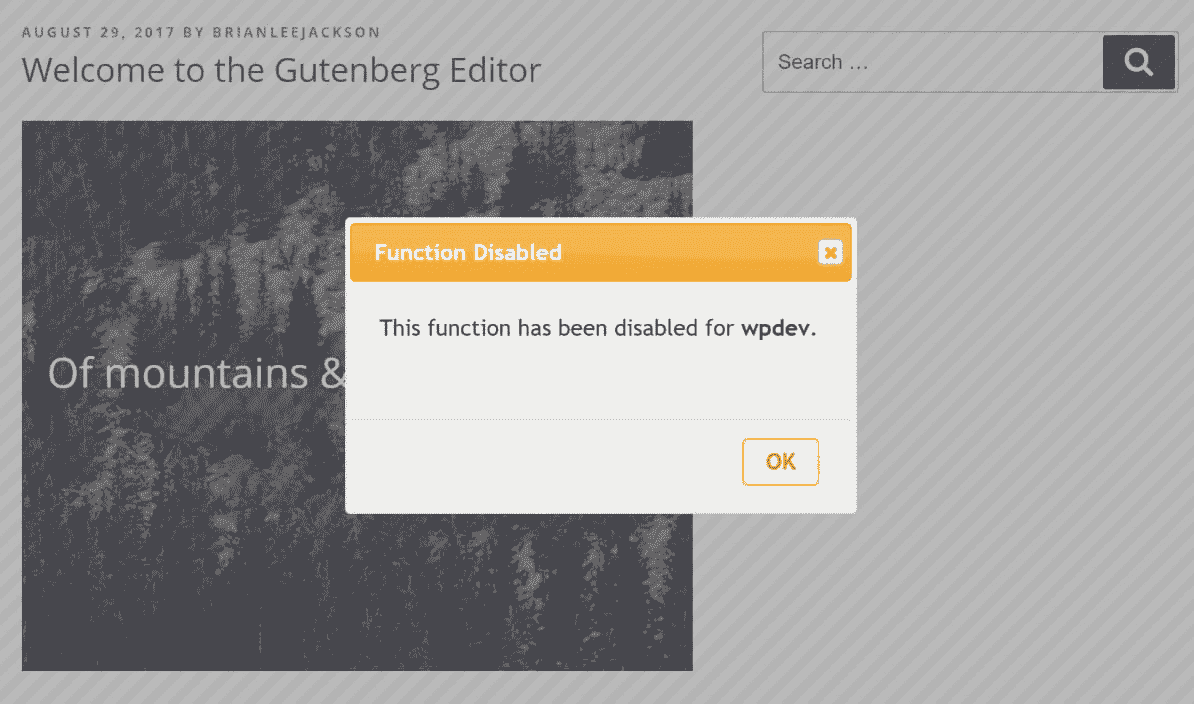 AUGUST 29, 2017 BY BRIANLEEJACKSON
Welcome to the Gutenberg Editor
Search …
Function Disabled
This function has been disabled for wpdev.
Of mountains &
OK